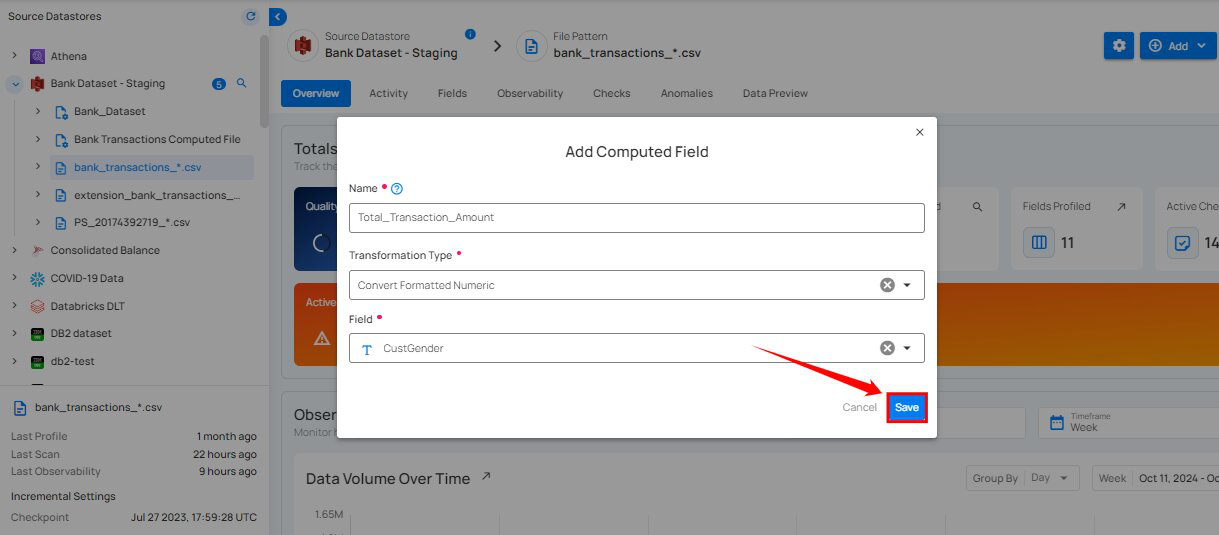 Source Datastores
Athena
Bank Dataset - Staging 5
Bank_Dataset
Bank Transactions Computed File
bank_transactions_*.csv
extension_bank_transactions_...
PS_20174392719_*.csv
Consolidated Balance
COVID-19 Data
Databricks DLT
DB2 dataset
db2-test
bank_transactions_*.csv
Last Profile 1 month ago
Last Scan 22 hours ago
Last Observability 9 hours ago
Incremental Settings
Checkpoint Jul 27 2023, 17:59:28 UTC
Source Datastore
Bank Dataset - Staging
File Pattern
bank_transactions_*.csv
Add
Overview Activity Fields Observability Checks Anomalies Data Preview
Totals
Track the
Quality
Fields Profiled
11
Active Che
14
Active
Add Computed Field
Name
Total_Transaction_Amount
Transformation Type
Convert Formatted Numeric
Field
T CustGender
Cancel Save
Obser
Monitor h
Timeframe
Week
Data Volume Over Time
Group By Day
Week Oct 11, 2024 - Oc
1.65M